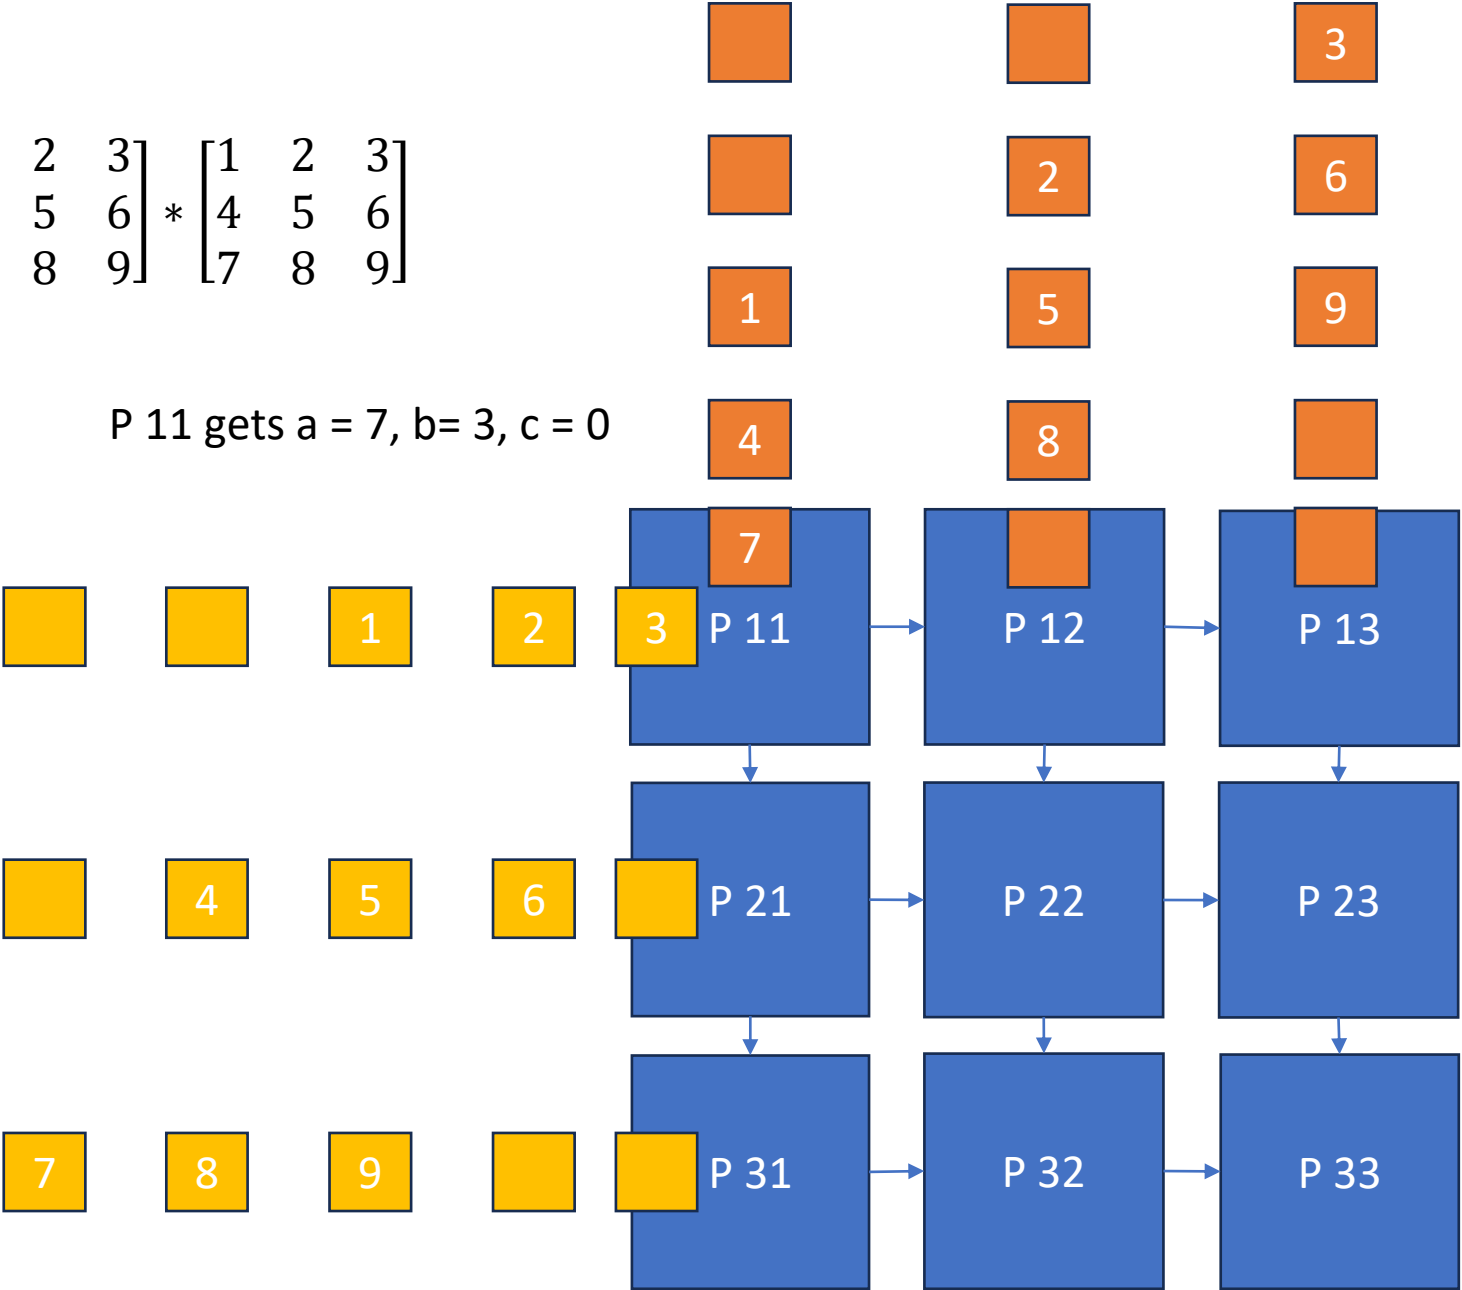 3
2 3] * [1 2 3]
5 6] * [4 5 6]
8 9] * [7 8 9]
2 6
1 5 9
P 11 gets a = 7, b= 3, c = 0
4 8
7
1 2 3 P 11 P 12 P 13
4 5 6 P 21 P 22 P 23
7 8 9 P 31 P 32 P 33